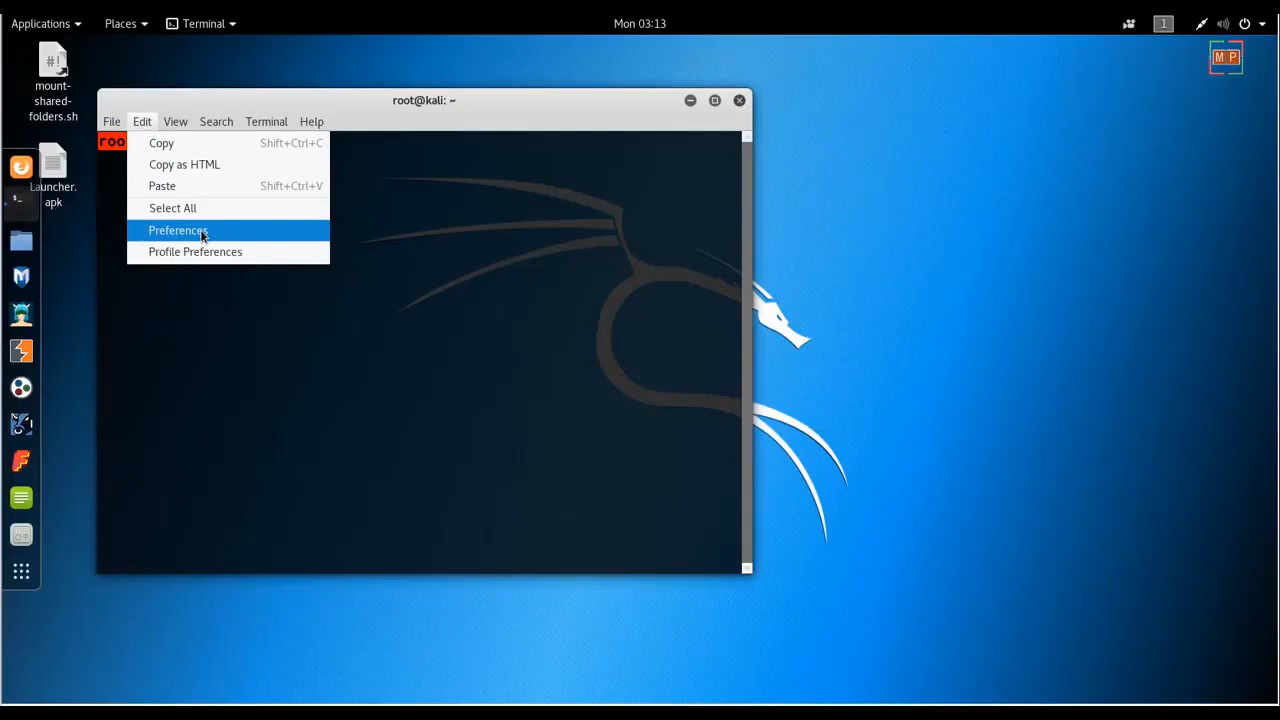 Applications
Places
Terminal
Mon 03:13
1
#!
mount-
shared-
folders.sh
M P
root@kali: ~
File
Edit
View
Search
Terminal
Help
roo
Copy Shift+Ctrl+C
Copy as HTML
Paste Shift+Ctrl+V
Select All
Preferences
Profile Preferences
Launcher.
apk